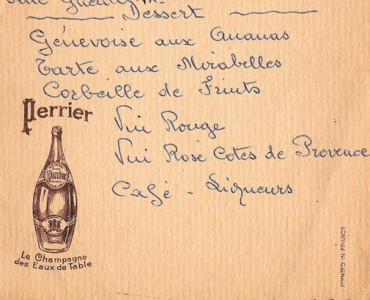 Dessert
Génevoise aux Ananas
Tarte aux Mirabelles
Corbeille de Fruits
Perrier
Vin Rouge
Vin Rosé Cotes de Provence
Café - Liqueurs
Le Champagne
des Eaux de Table